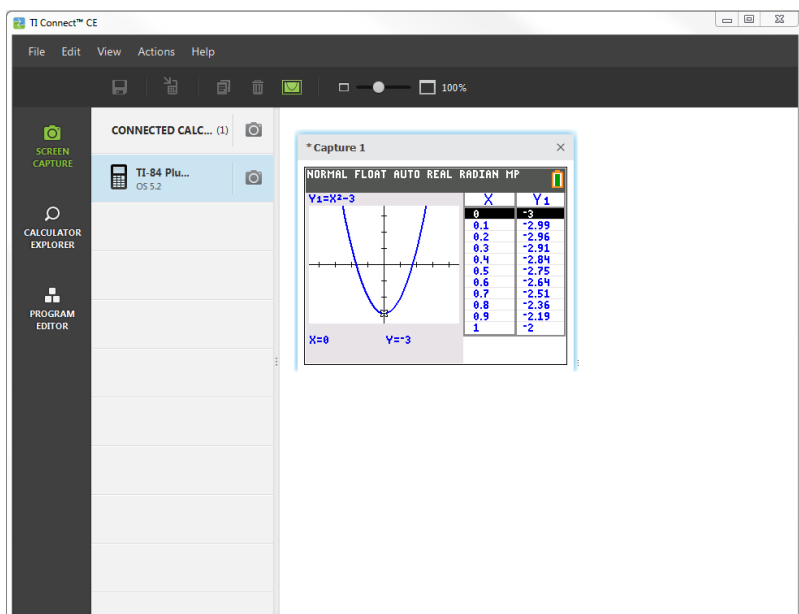 TI Connect™ CE
File Edit View Actions Help
100%
SCREEN
CAPTURE
CALCULATOR
EXPLORER
PROGRAM
EDITOR
CONNECTED CALC... (1)
TI-84 Plu...
OS 5.2
*Capture 1
NORMAL FLOAT AUTO REAL RADIAN MP
Y₁=X²-3
X Y₁
0 -3
0.1 -2.99
0.2 -2.96
0.3 -2.91
0.4 -2.84
0.5 -2.75
0.6 -2.64
0.7 -2.51
0.8 -2.36
0.9 -2.19
1 -2
X=0 Y=-3